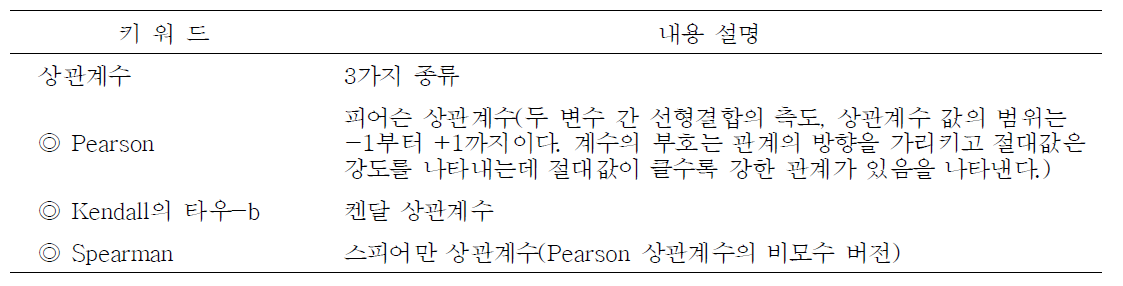 키 워 드 내용 설명
상관계수 3가지 종류
피어슨 상관계수(두 변수 간 선형결합의 측도, 상관계수 값의 범위는
◎ Pearson -1부터 +1까지이다. 계수의 부호는 관계의 방향을 가리키고 절대값은
강도를 나타내는데 절대값이 클수록 강한 관계가 있음을 나타낸다.)
◎ Kendall의 타우-b 켄달 상관계수
◎ Spearman 스피어만 상관계수(Pearson 상관계수의 비모수 버전)